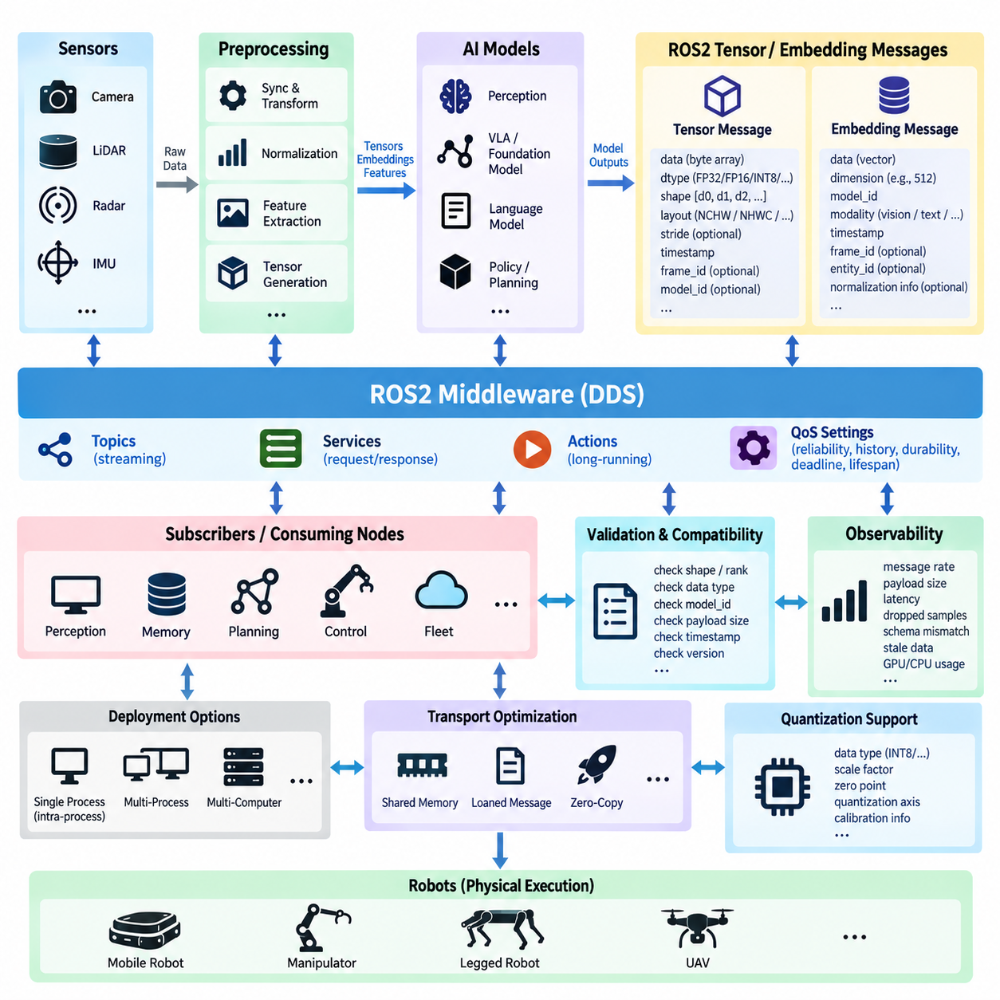 Sensors
Camera
LiDAR
Radar
IMU
...
Raw
Data
Preprocessing
Sync &
Transform
Normalization
Feature
Extraction
Tensor
Generation
...
Tensors
Embeddings
Features
AI Models
Perception
VLA /
Foundation
Model
Language
Model
Policy /
Planning
...
Model
Outputs
ROS2 Tensor / Embedding Messages
Tensor Message
data (byte array)
dtype (FP32/FP16/INT8/...)
shape [d0, d1, d2, ...]
layout (NCHW / NHWC / ...)
stride (optional)
timestamp
frame_id (optional)
model_id (optional)
...
Embedding Message
data (vector)
dimension (e.g., 512)
model_id
modality (vision / text / ...)
timestamp
frame_id (optional)
entity_id (optional)
normalization info (optional)
...
ROS2 Middleware (DDS)
Topics
(streaming)
Services
(request/response)
Actions
(long-running)
QoS Settings
(reliability, history, durability,
deadline, lifespan)
Subscribers / Consuming Nodes
Perception
Memory
Planning
Control
Fleet
...
Validation & Compatibility
check shape / rank
check data type
check model_id
check payload size
check timestamp
check version
...
Observability
message rate
payload size
latency
dropped samples
schema mismatch
stale data
GPU/CPU usage
...
Deployment Options
Single Process
(intra-process)
Multi-Process
Multi-Computer
...
Transport Optimization
Shared Memory
Loaned Message
Zero-Copy
...
Quantization Support
data type (INT8/...)
scale factor
zero point
quantization axis
calibration info
...
Robots (Physical Execution)
Mobile Robot
Manipulator
Legged Robot
UAV
...